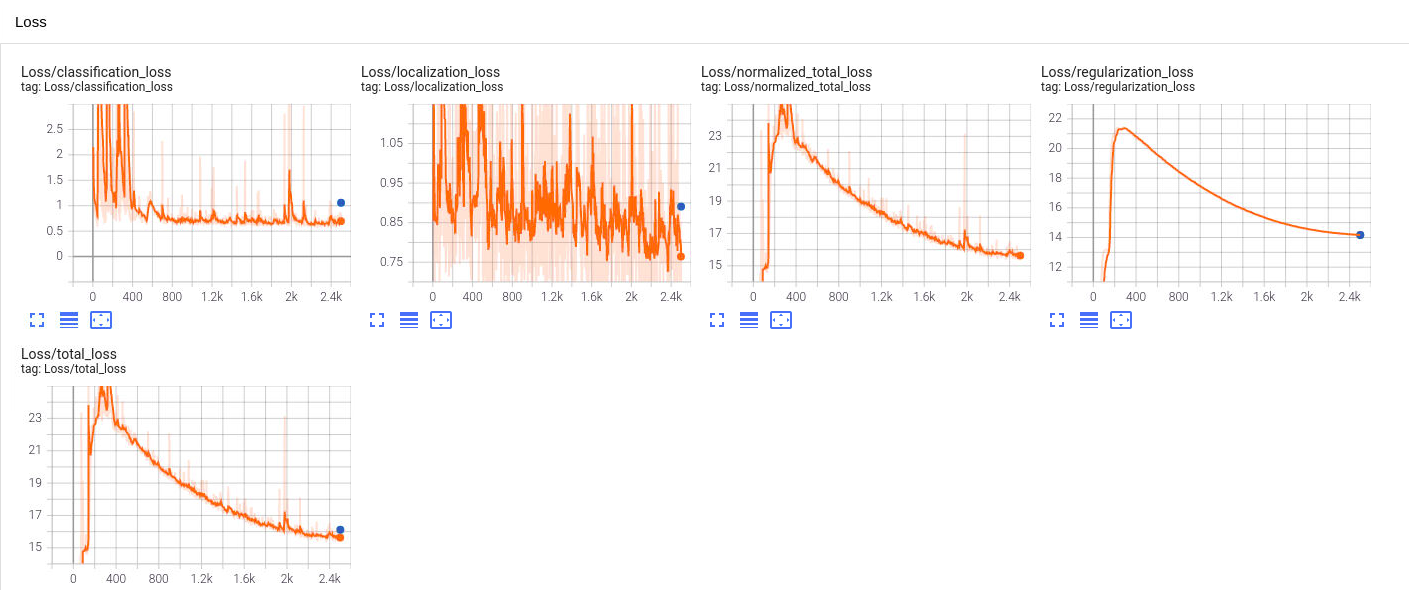 Loss
Loss/classification_loss
tag: Loss/classification_loss
2.5
2
1.5
1
0.5
0
0 400 800 1.2k 1.6k 2k 2.4k
Loss/localization_loss
tag: Loss/localization_loss
1.05
0.95
0.85
0.75
0 400 800 1.2k 1.6k 2k 2.4k
Loss/normalized_total_loss
tag: Loss/normalized_total_loss
23
21
19
17
15
0 400 800 1.2k 1.6k 2k 2.4k
Loss/regularization_loss
tag: Loss/regularization_loss
22
20
18
16
14
12
0 400 800 1.2k 1.6k 2k 2.4k
Loss/total_loss
tag: Loss/total_loss
23
21
19
17
15
0 400 800 1.2k 1.6k 2k 2.4k